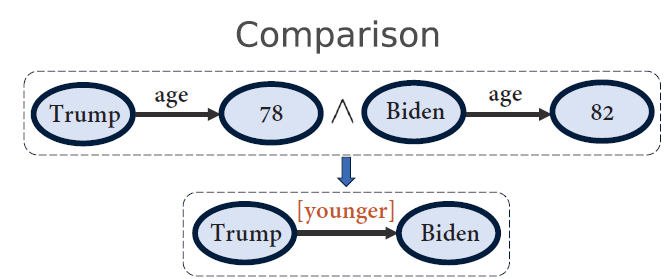 Comparison
age age
Trump 78 ∧ Biden 82
[younger]
Trump Biden